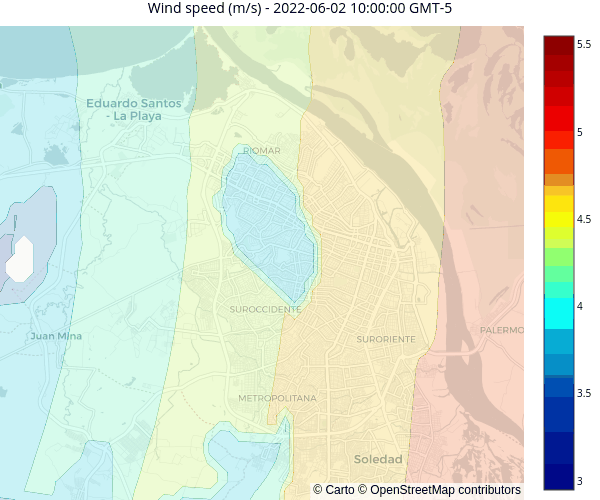 Wind speed (m/s) - 2022-06-02 10:00:00 GMT-5
5.5
Eduardo Santos
- La Playa
5
RIOMAR
4.5
4
SUROCCIDENTE
PALERMO
Juan Mina
SURORIENTE
3.5
METROPOLITANA
Soledad
3
© Carto © OpenStreetMap contributors